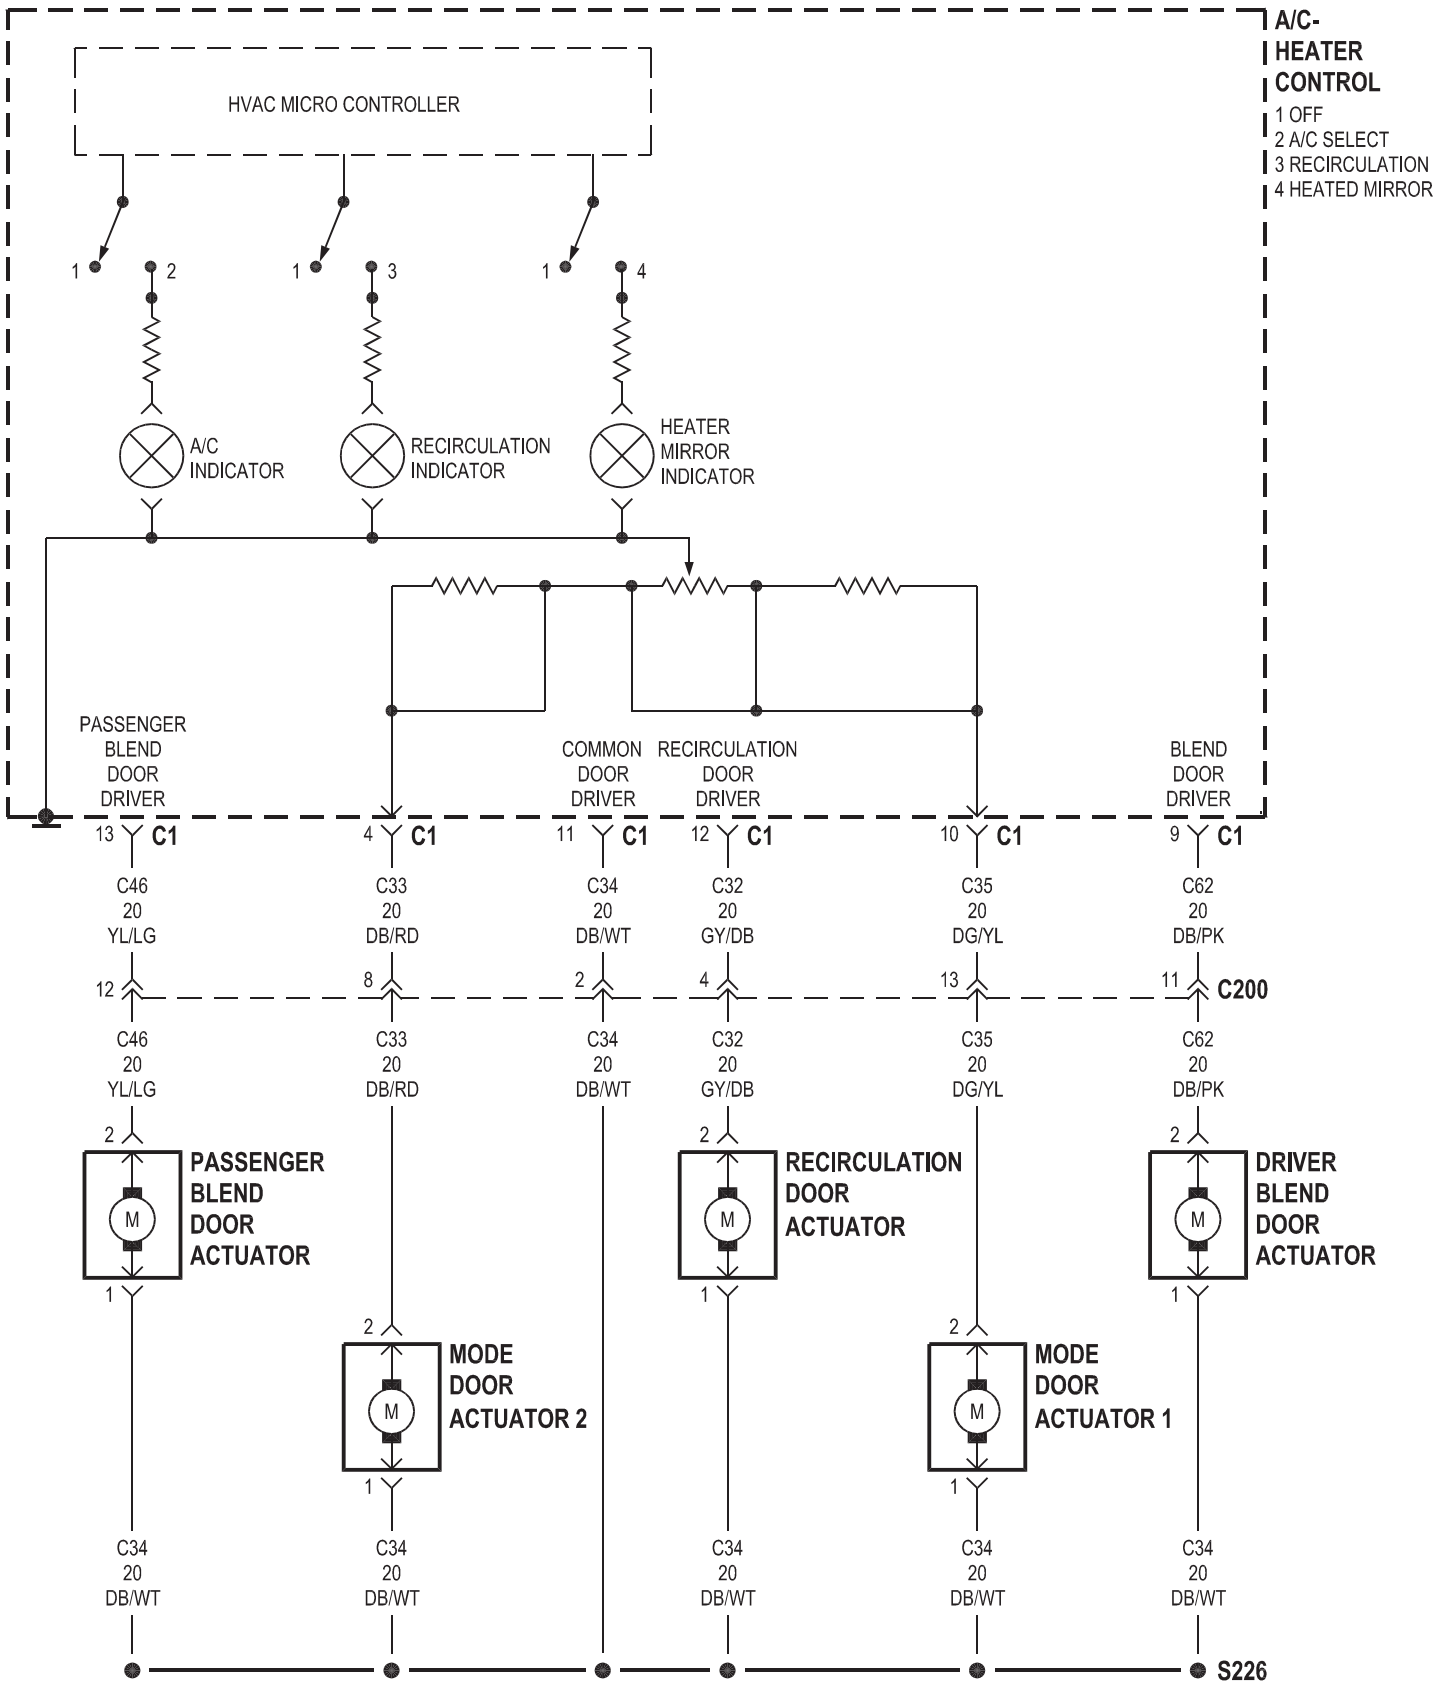 A/C-
HEATER
CONTROL
1 OFF
2 A/C SELECT
3 RECIRCULATION
4 HEATED MIRROR
HVAC MICRO CONTROLLER
1 2 1 3 1 4
A/C
INDICATOR
RECIRCULATION
INDICATOR
HEATER
MIRROR
INDICATOR
PASSENGER
BLEND
DOOR
DRIVER
COMMON
DOOR
DRIVER
RECIRCULATION
DOOR
DRIVER
BLEND
DOOR
DRIVER
13 C1 4 C1 11 C1 12 C1 10 C1 9 C1
C46 C33 C34 C32 C35 C62
20 20 20 20 20 20
YL/LG DB/RD DB/WT GY/DB DG/YL DB/PK
12 8 2 4 13 11 C200
C46 C33 C34 C32 C35 C62
20 20 20 20 20 20
YL/LG DB/RD DB/WT GY/DB DG/YL DB/PK
2 2 2
PASSENGER
BLEND
DOOR
ACTUATOR
M
1
RECIRCULATION
DOOR
ACTUATOR
M
1
DRIVER
BLEND
DOOR
ACTUATOR
M
1
2 2
MODE
DOOR
ACTUATOR 2
M
1
MODE
DOOR
ACTUATOR 1
M
1
C34 C34 C34 C34 C34
20 20 20 20 20
DB/WT DB/WT DB/WT DB/WT DB/WT
S226